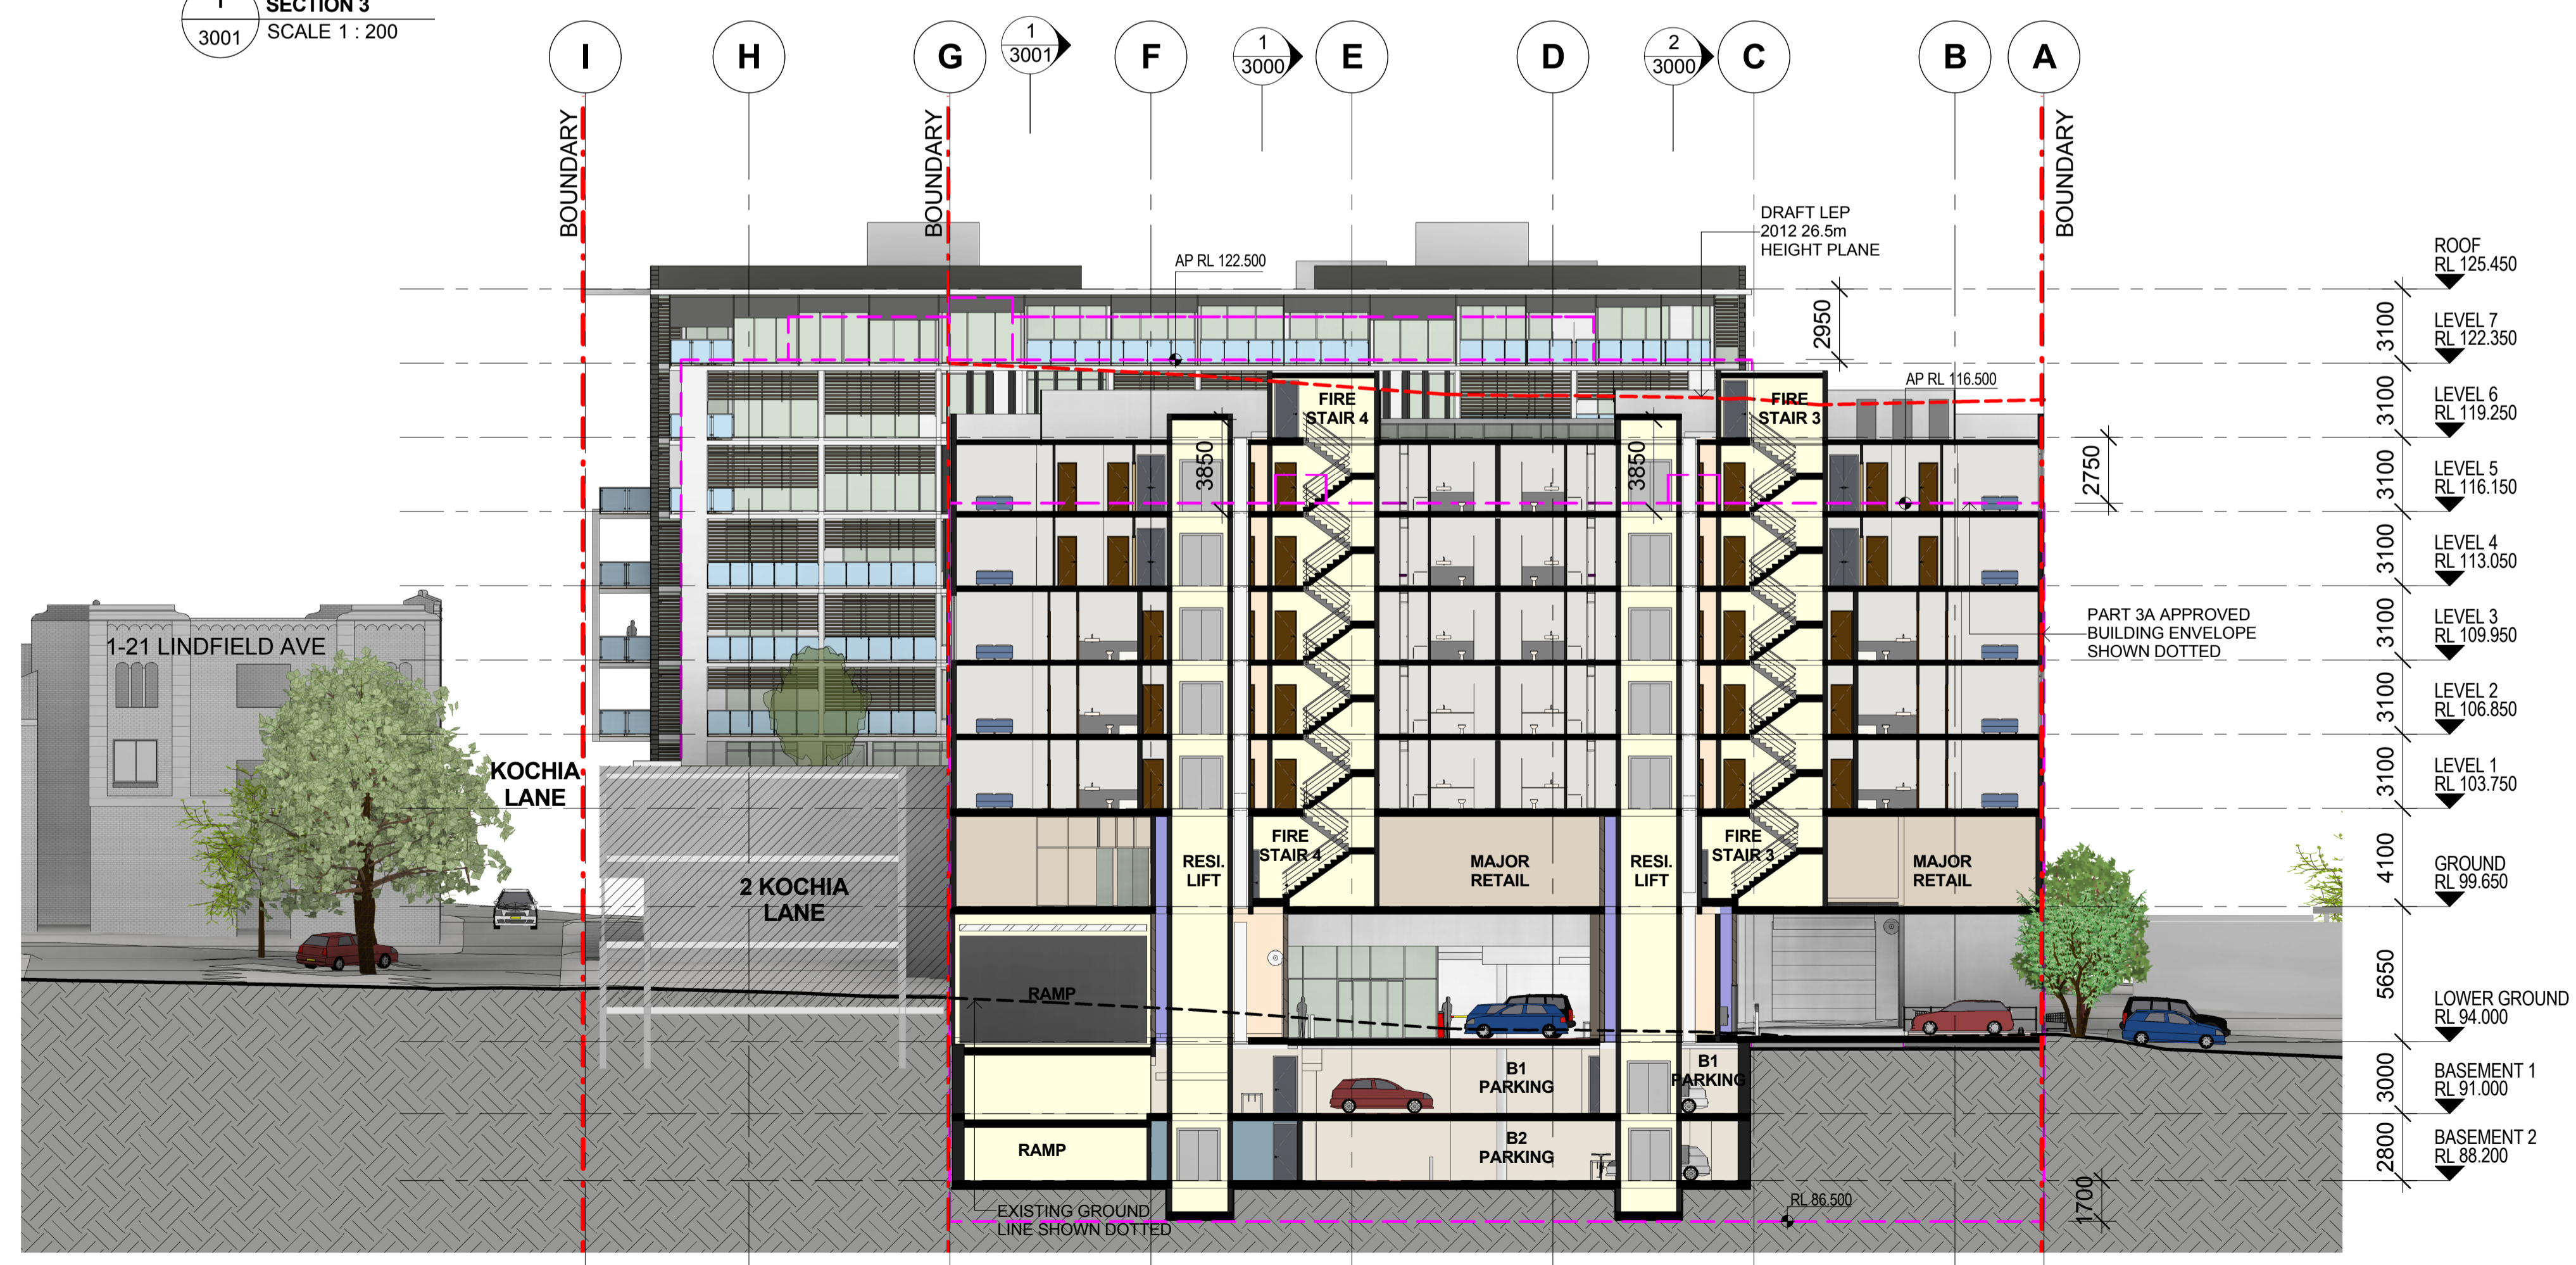 1
3001
SECTION 3
SCALE 1 : 200
I
H
G
1
3001
F
1
3000
E
D
2
3000
C
B
A
BOUNDARY
BOUNDARY
BOUNDARY
DRAFT LEP
2012 26.5m
HEIGHT PLANE
AP RL 122.500
AP RL 116.500
2950
2750
3850
3850
ROOF
RL 125.450
3100
LEVEL 7
RL 122.350
3100
LEVEL 6
RL 119.250
3100
LEVEL 5
RL 116.150
3100
LEVEL 4
RL 113.050
3100
LEVEL 3
RL 109.950
3100
LEVEL 2
RL 106.850
3100
LEVEL 1
RL 103.750
4100
GROUND
RL 99.650
5650
LOWER GROUND
RL 94.000
3000
BASEMENT 1
RL 91.000
2800
BASEMENT 2
RL 88.200
1700
PART 3A APPROVED
BUILDING ENVELOPE
SHOWN DOTTED
FIRE
STAIR 4
FIRE
STAIR 3
1-21 LINDFIELD AVE
KOCHIA
LANE
2 KOCHIA
LANE
RESI.
LIFT
FIRE
STAIR 4
MAJOR
RETAIL
RESI.
LIFT
FIRE
STAIR 3
MAJOR
RETAIL
RAMP
B1
PARKING
B1
PARKING
RAMP
B2
PARKING
EXISTING GROUND
LINE SHOWN DOTTED
RL 86.500